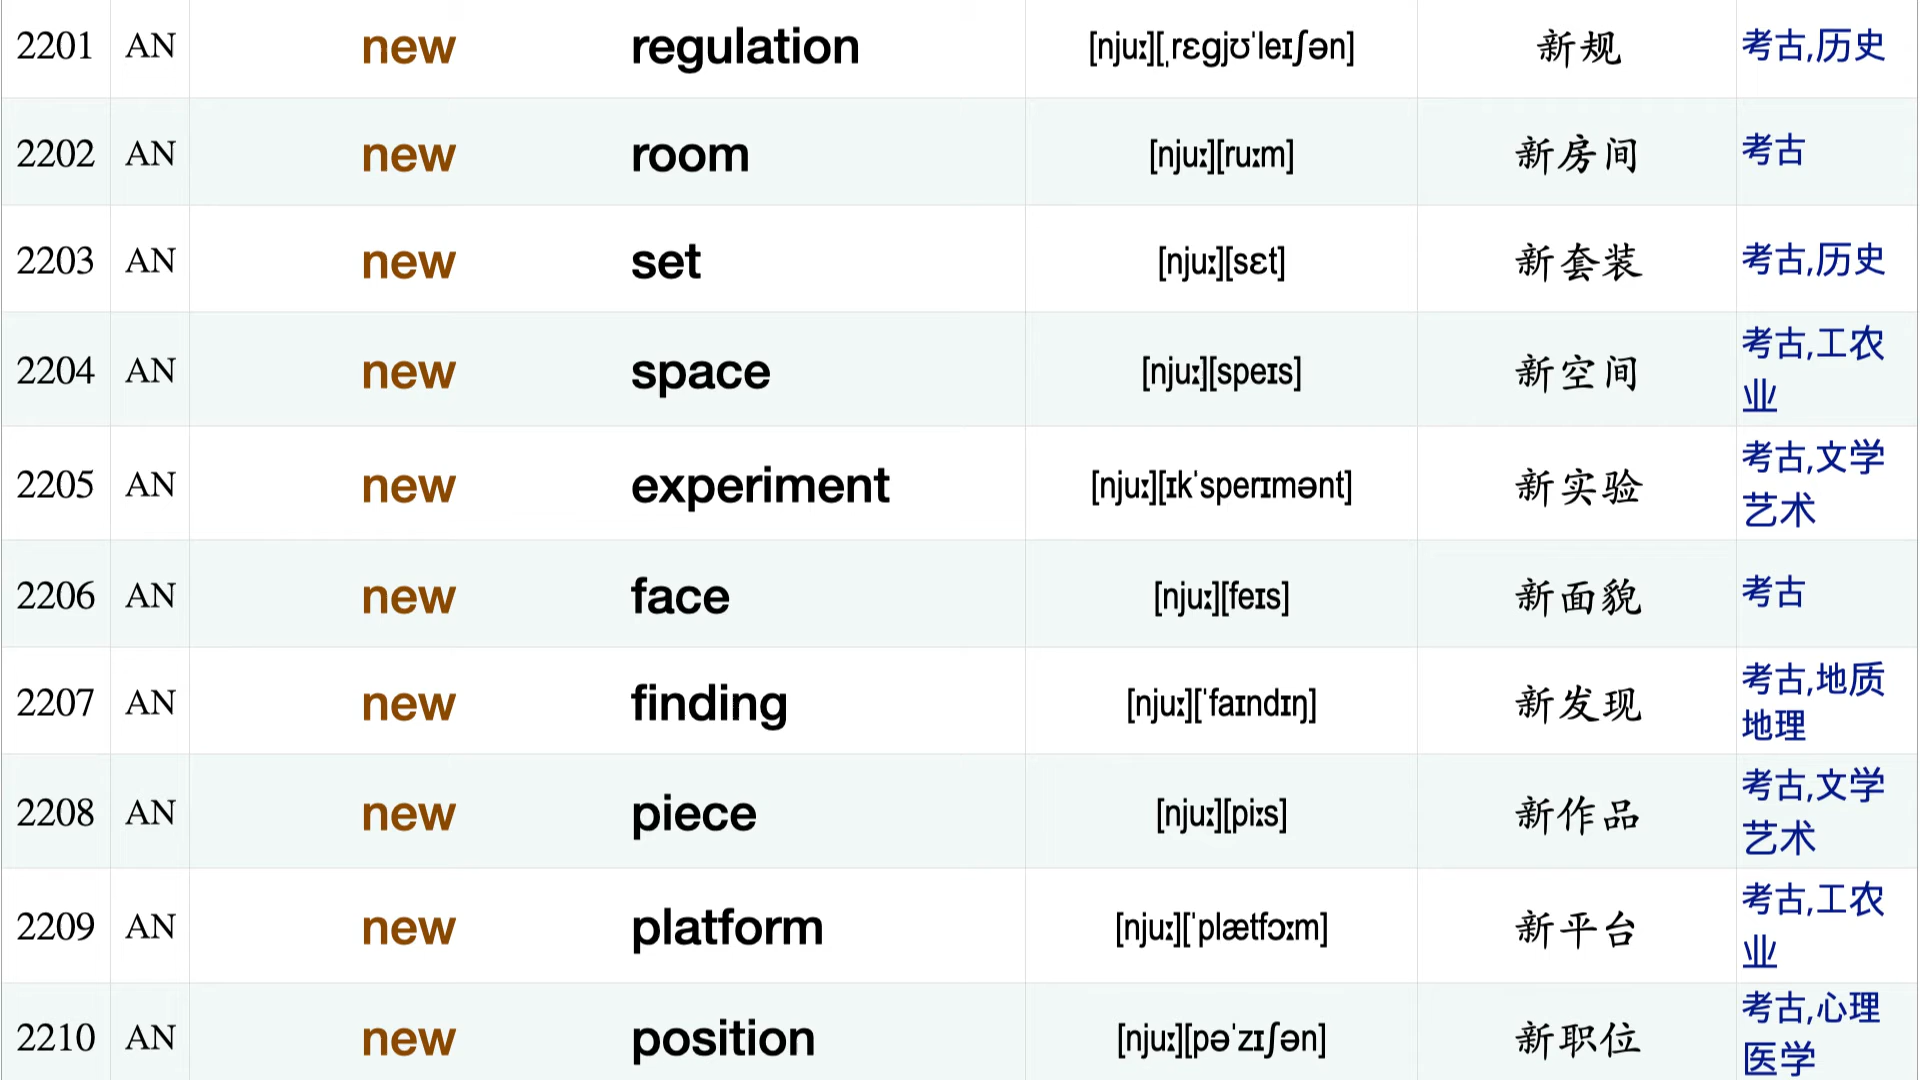 2201 AN new regulation [njuː][ˌrɛgjʊˈleɪʃən] 新规 考古,历史
2202 AN new room [njuː][ruːm] 新房间 考古
2203 AN new set [njuː][sɛt] 新套装 考古,历史
2204 AN new space [njuː][speɪs] 新空间 考古,工农
业
2205 AN new experiment [njuː][ɪkˈsperɪmənt] 新实验 考古,文学
艺术
2206 AN new face [njuː][feɪs] 新面貌 考古
2207 AN new finding [njuː][ˈfaɪndɪŋ] 新发现 考古,地质
地理
2208 AN new piece [njuː][piːs] 新作品 考古,文学
艺术
2209 AN new platform [njuː][ˈplætfɔːm] 新平台 考古,工农
业
2210 AN new position [njuː][pəˈzɪʃən] 新职位 考古,心理
医学